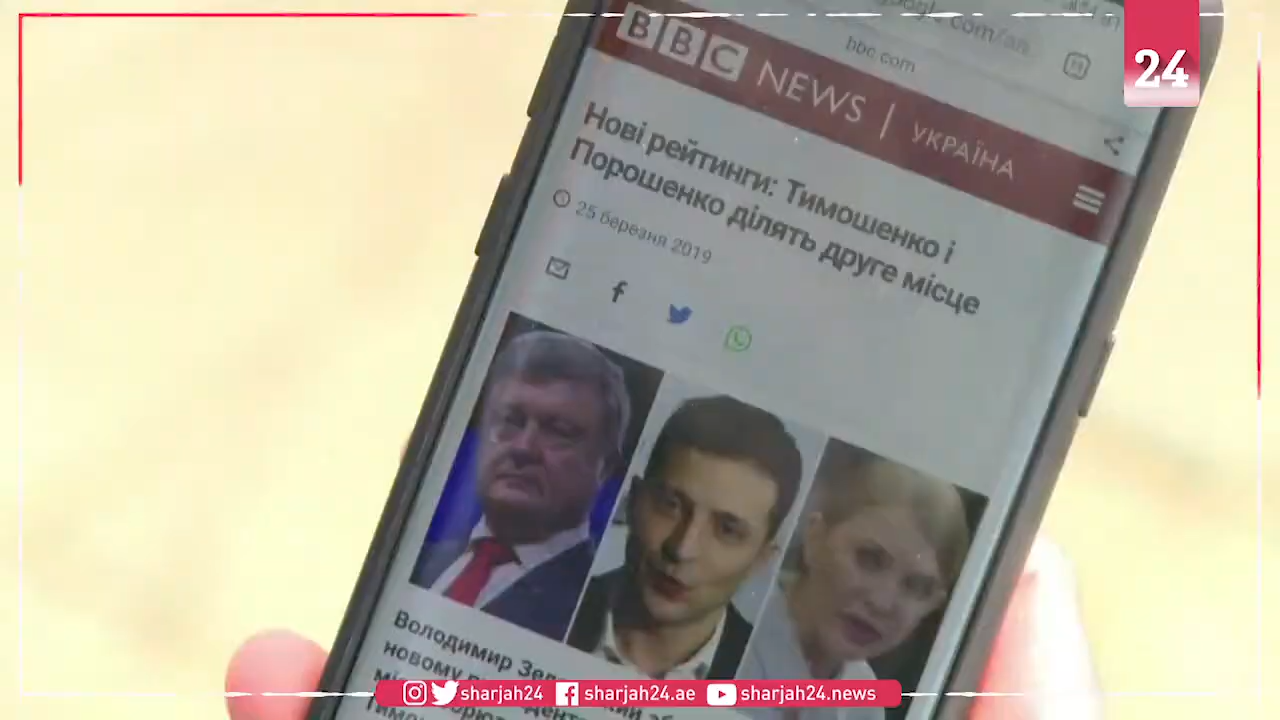 24
bbc.com
BBC NEWS | УКРАЇНА
Нові рейтинги: Тимошенко і
Порошенко ділять друге місце
25 березня 2019
Володимир
новому
sharjah24 sharjah24.ae sharjah24.news